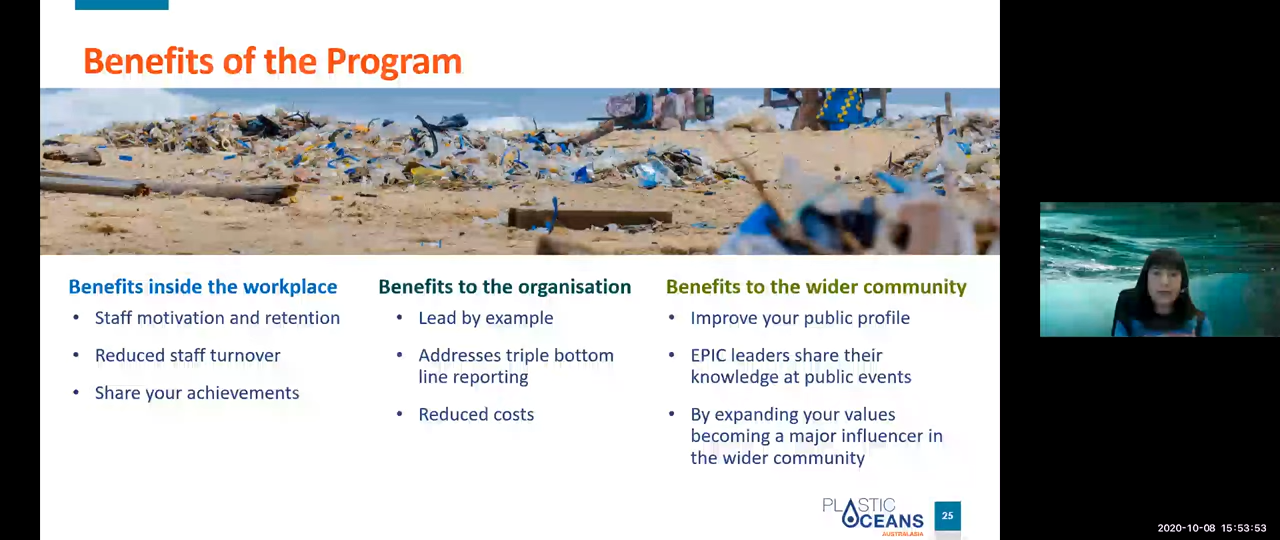 Benefits of the Program
Benefits inside the workplace
• Staff motivation and retention
• Reduced staff turnover
• Share your achievements
Benefits to the organisation
• Lead by example
• Addresses triple bottom
line reporting
• Reduced costs
Benefits to the wider community
• Improve your public profile
• EPIC leaders share their
knowledge at public events
• By expanding your values
becoming a major influencer in
the wider community
PLASTIC
OCEANS
AUSTRALASIA
25
2020-10-08 15:53:53